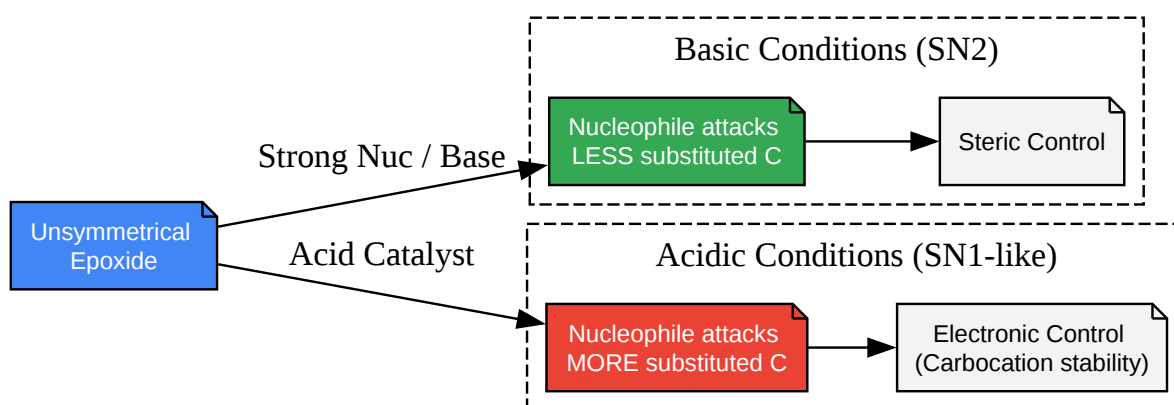 Basic Conditions (SN2)
Nucleophile attacks
LESS substituted C
Steric Control
Strong Nuc / Base
Unsymmetrical
Epoxide
Acid Catalyst
Acidic Conditions (SN1-like)
Nucleophile attacks
MORE substituted C
Electronic Control
(Carbocation stability)